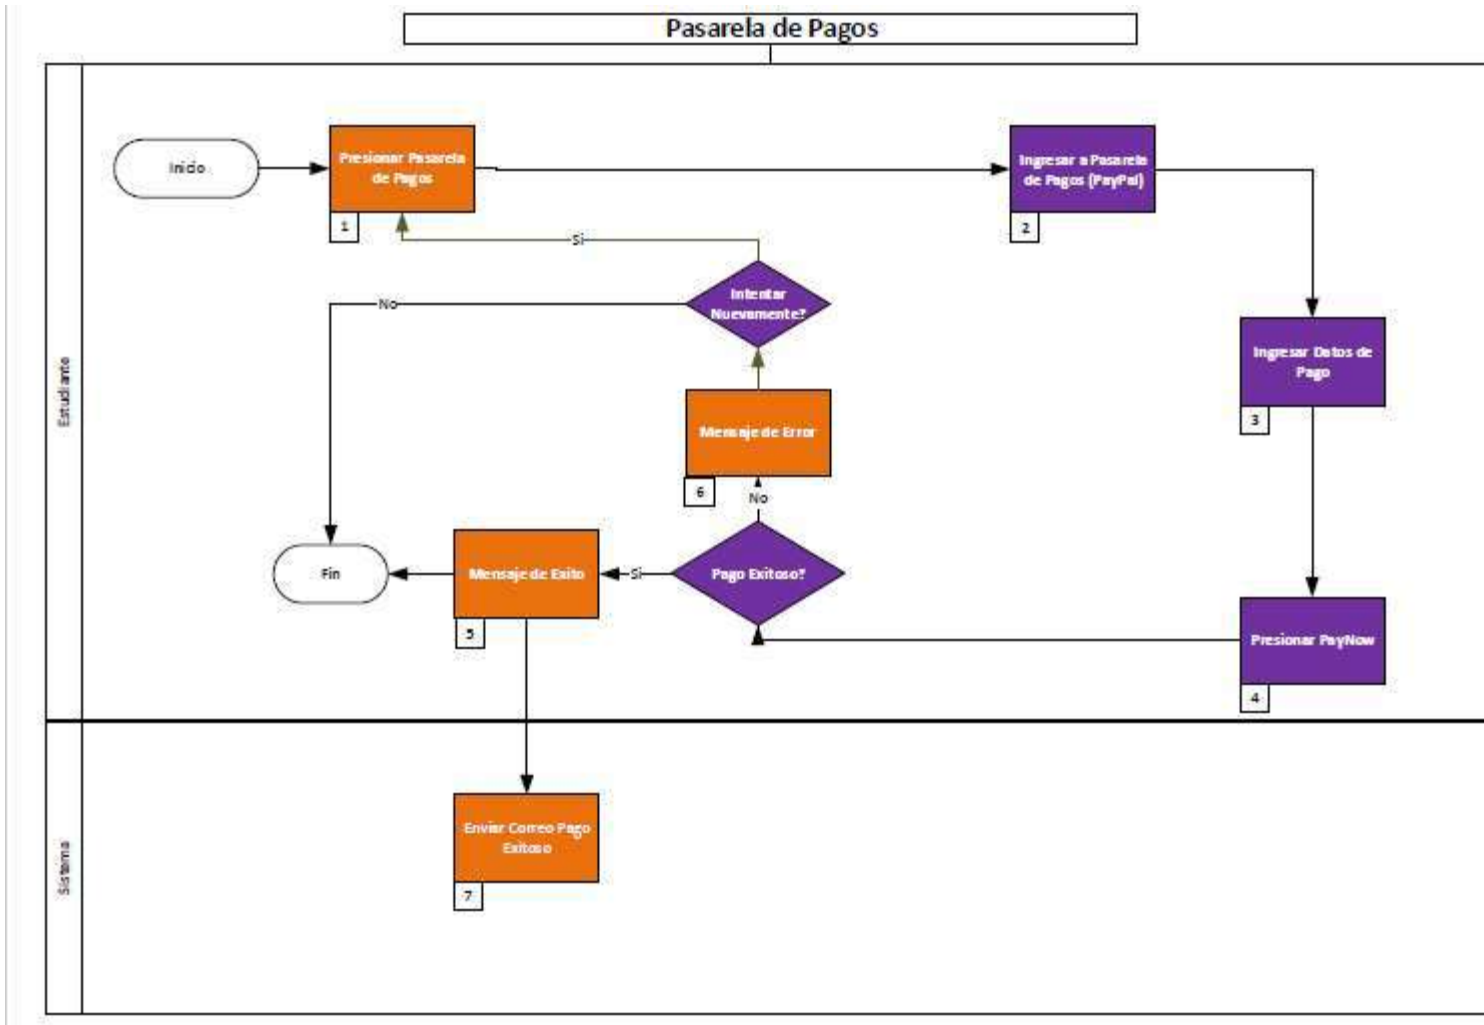 Pasarela de Pagos
Inicio
Presionar Pasarela
de Pagos
1
Ingresar a Pasarela
de Pagos (PayPal)
2
Si
Intentar
Nuevamente?
No
Ingresar Datos de
Pago
3
Estudiante
Mensaje de Error
6
No
Fin
Mensaje de Exito
5
Si
Pago Exitoso?
Presionar PayNow
4
Sistema
Enviar Correo Pago
Exitoso
7